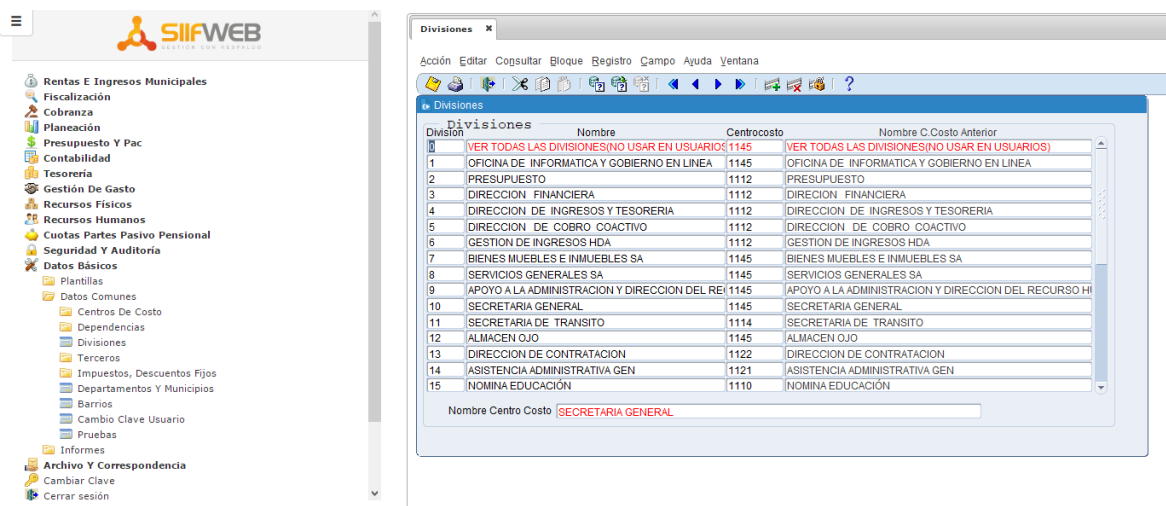 SIIFWEB
GESTIÓN CON RESPALDO
Rentas E Ingresos Municipales
Fiscalización
Cobranza
Planeación
Presupuesto Y Pac
Contabilidad
Tesorería
Gestión De Gasto
Recursos Físicos
Recursos Humanos
Cuotas Partes Pasivo Pensional
Seguridad Y Auditoría
Datos Básicos
Plantillas
Datos Comunes
Centros De Costo
Dependencias
Divisiones
Terceros
Impuestos, Descuentos Fijos
Departamentos Y Municipios
Barrios
Cambio Clave Usuario
Pruebas
Informes
Archivo Y Correspondencia
Cambiar Clave
Cerrar sesión
Divisiones
Acción Editar Consultar Bloque Registro Campo Ayuda Ventana
Divisiones
Divisiones
Division Nombre Centrocosto Nombre C.Costo Anterior
0 VER TODAS LAS DIVISIONES(NO USAR EN USUARIOS 1145 VER TODAS LAS DIVISIONES(NO USAR EN USUARIOS)
1 OFICINA DE INFORMATICA Y GOBIERNO EN LINEA 1145 OFICINA DE INFORMATICA Y GOBIERNO EN LINEA
2 PRESUPUESTO 1112 PRESUPUESTO
3 DIRECCION FINANCIERA 1112 DIRECION FINANCIERA
4 DIRECCION DE INGRESOS Y TESORERIA 1112 DIRECCION DE INGRESOS Y TESORERIA
5 DIRECCION DE COBRO COACTIVO 1112 DIRECCION DE COBRO COACTIVO
6 GESTION DE INGRESOS HDA 1112 GESTION DE INGRESOS HDA
7 BIENES MUEBLES E INMUEBLES SA 1145 BIENES MUEBLES E INMUEBLES SA
8 SERVICIOS GENERALES SA 1145 SERVICIOS GENERALES SA
9 APOYO A LA ADMINISTRACION Y DIRECCION DEL RE 1145 APOYO A LA ADMINISTRACION Y DIRECCION DEL RECURSO HU
10 SECRETARIA GENERAL 1145 SECRETARIA GENERAL
11 SECRETARIA DE TRANSITO 1114 SECRETARIA DE TRANSITO
12 ALMACEN OJO 1145 ALMACEN OJO
13 DIRECCION DE CONTRATACION 1122 DIRECCION DE CONTRATACION
14 ASISTENCIA ADMINISTRATIVA GEN 1121 ASISTENCIA ADMINISTRATIVA GEN
15 NOMINA EDUCACIÓN 1110 NOMINA EDUCACIÓN
Nombre Centro Costo SECRETARIA GENERAL